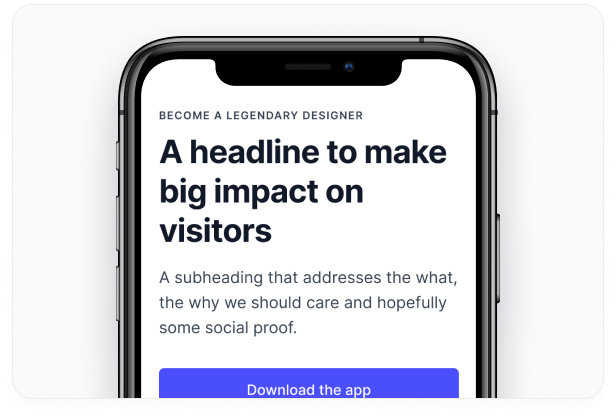 BECOME A LEGENDARY DESIGNER
A headline to make
big impact on
visitors
A subheading that addresses the what,
the why we should care and hopefully
some social proof.
Download the app